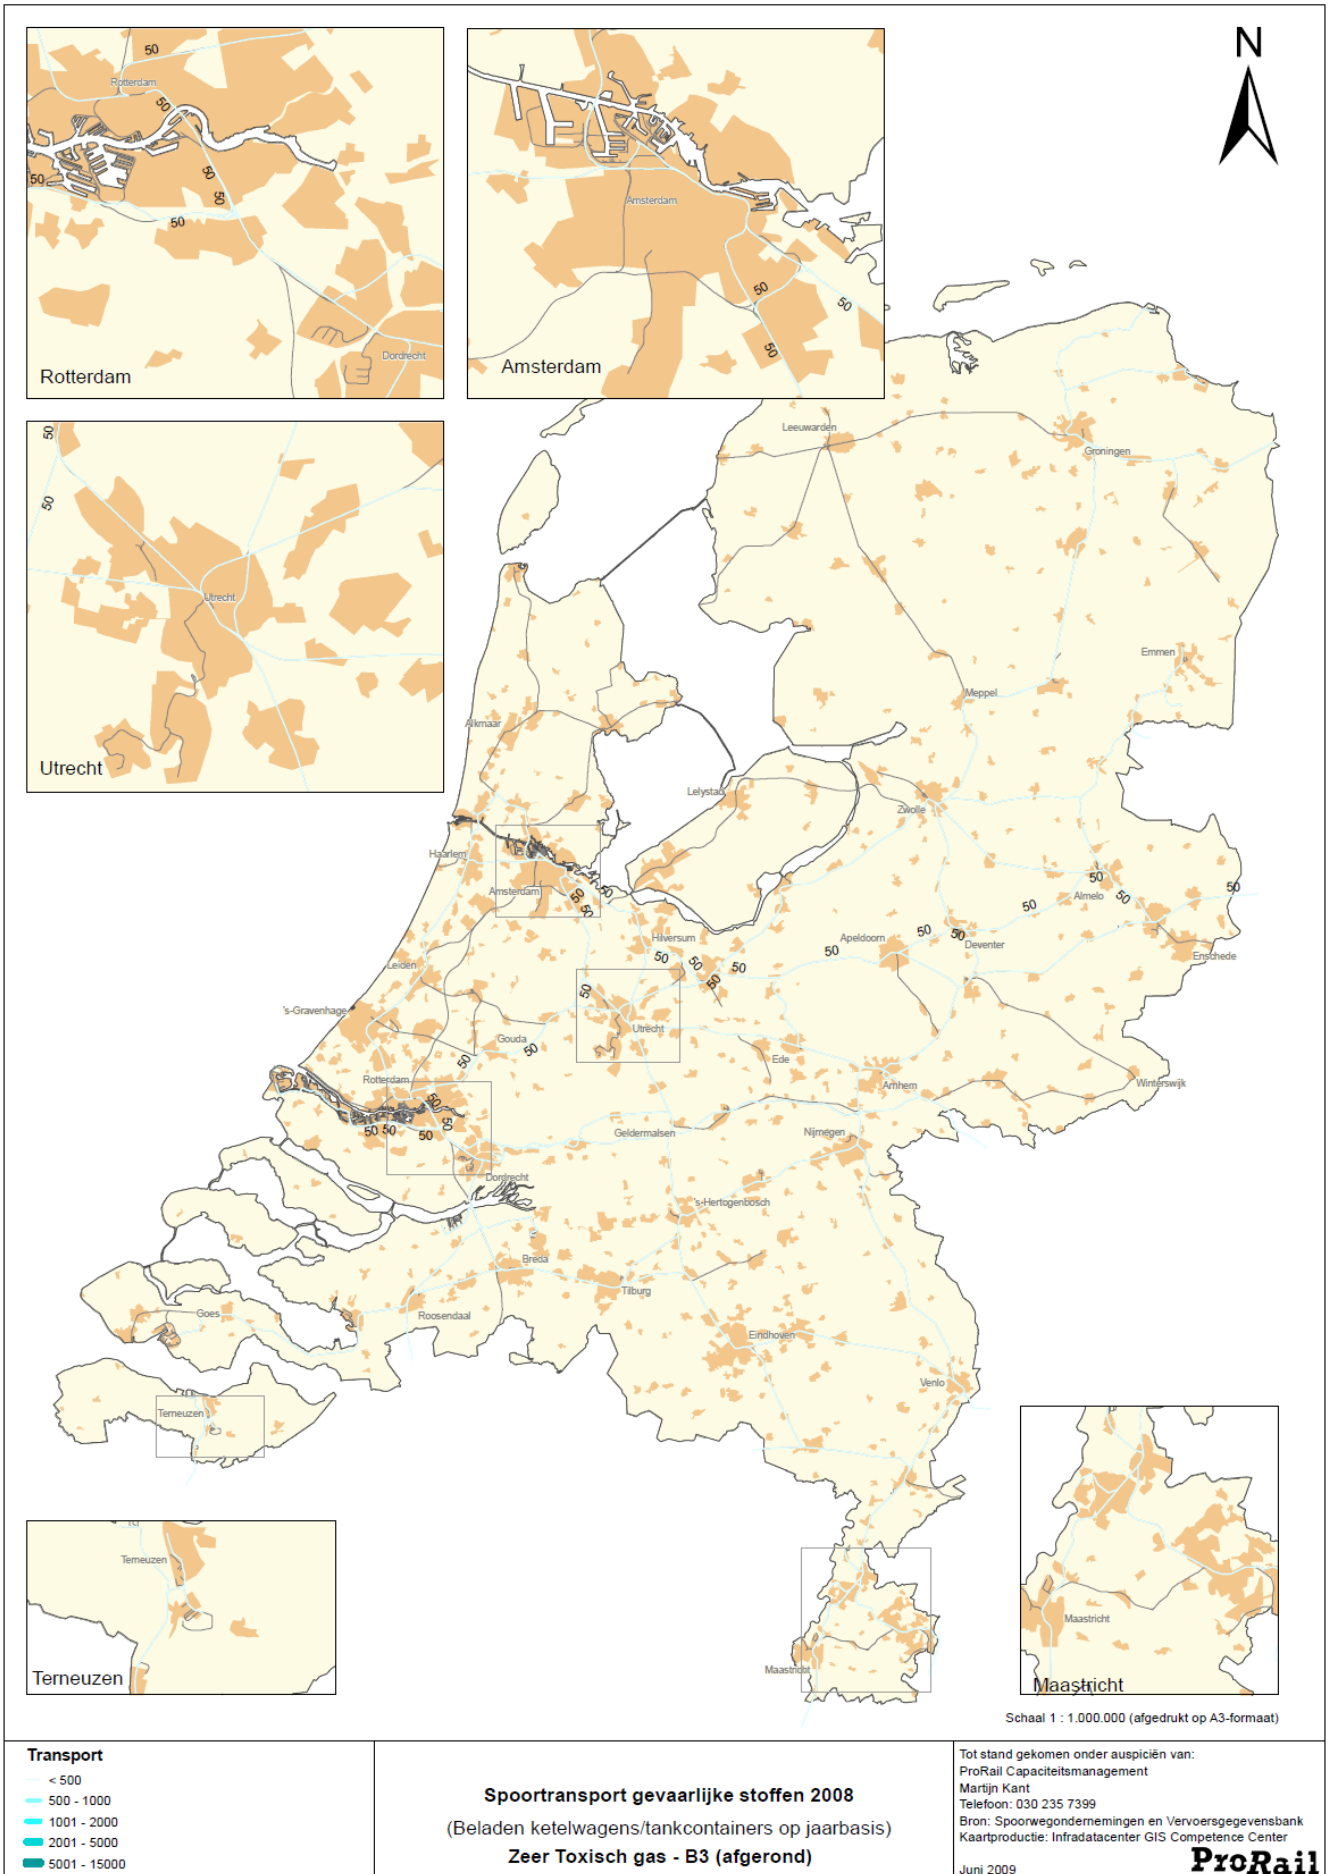 N
50
Rotterdam
50
50
50
50
50
Dordrecht
Rotterdam
Amsterdam
50
50
50
Amsterdam
50
50
Utrecht
Utrecht
Leeuwarden
Groningen
Emmen
Meppel
Alkmaar
Lelystad
Zwolle
Haarlem
Amsterdam
50
50
50
50
50
Almelo
50
50
50
Hilversum
50
50
50
50
50
Apeldoorn
50
50
Deventer
Enschede
Leiden
50
's-Gravenhage
Utrecht
Gouda
50
50
Ede
Rotterdam
Arnhem
Winterswijk
50
50
50
50
50
Geldermalsen
Nijmegen
Dordrecht
's-Hertogenbosch
Breda
Tilburg
Goes
Roosendaal
Eindhoven
Venlo
Terneuzen
Terneuzen
Terneuzen
Maastricht
Maastricht
Maastricht
Schaal 1 : 1.000.000 (afgedrukt op A3-formaat)
Transport
< 500
500 - 1000
1001 - 2000
2001 - 5000
5001 - 15000
Spoortransport gevaarlijke stoffen 2008
(Beladen ketelwagens/tankcontainers op jaarbasis)
Zeer Toxisch gas - B3 (afgerond)
Tot stand gekomen onder auspiciën van:
ProRail Capaciteitsmanagement
Martijn Kant
Telefoon: 030 235 7399
Bron: Spoorwegondernemingen en Vervoersgegevensbank
Kaartproductie: Infradatacenter GIS Competence Center
Juni 2009
ProRail